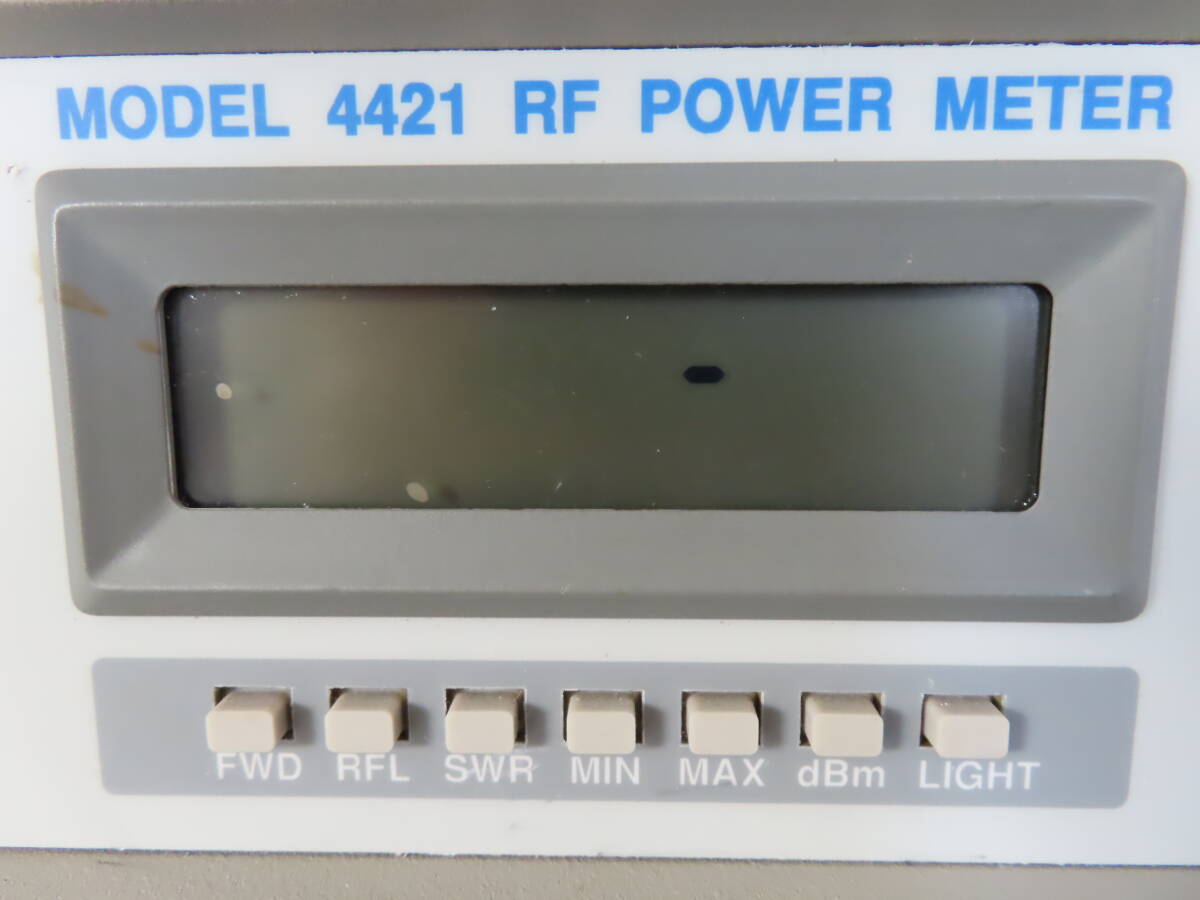 MODEL 4421 RF POWER METER
FWD RFL SWR MIN MAX dBm LIGHT